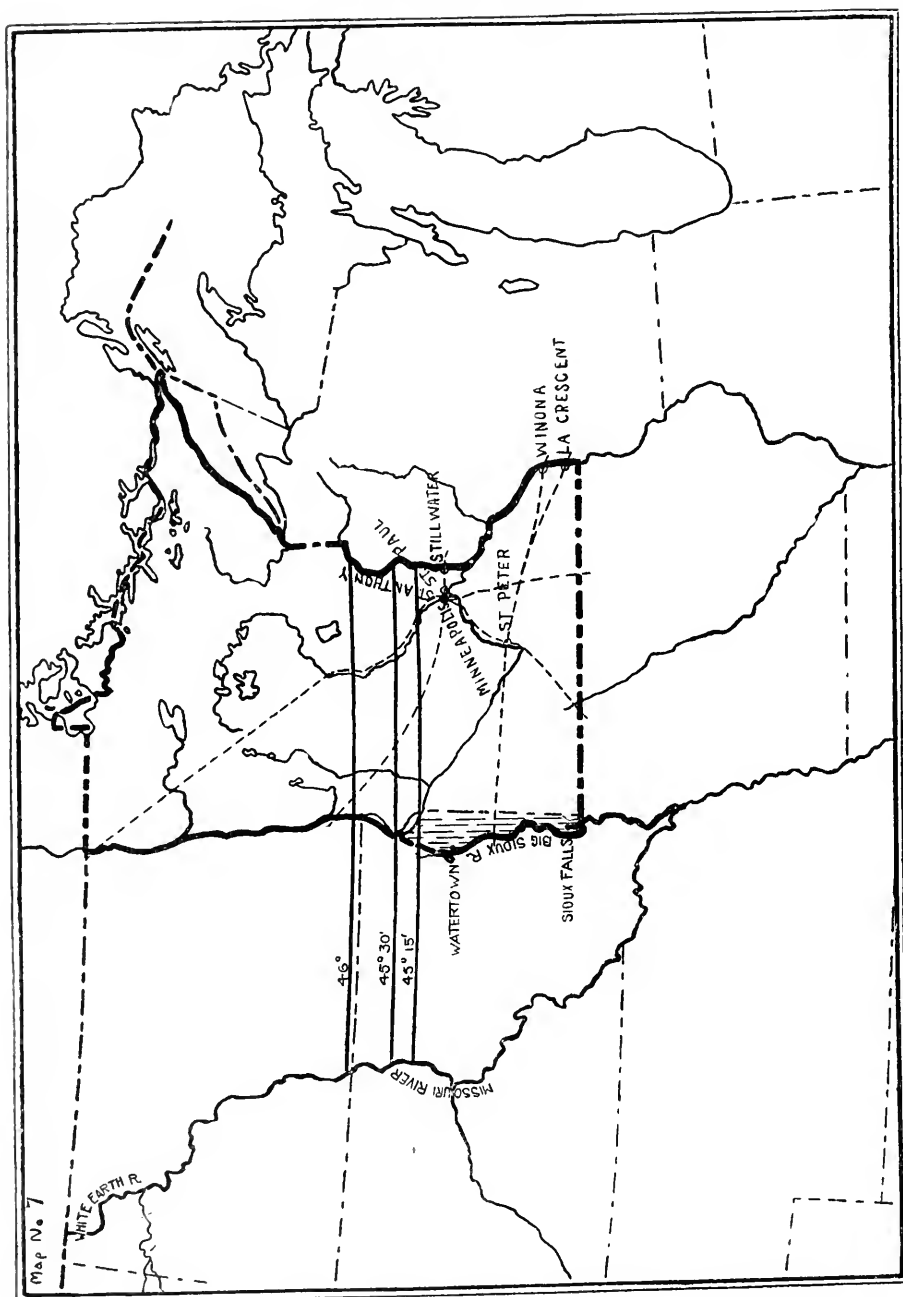 Map No. 7
WHITE EARTH R.
MISSOURI RIVER
46°
45° 30'
45° 15'
WATERTOWN
BIG SIOUX R.
SIOUX FALLS
ST. ANTHONY
ST. PAUL
STILLWATER
MINNEAPOLIS
ST PETER
WINONA
LA CRESCENT